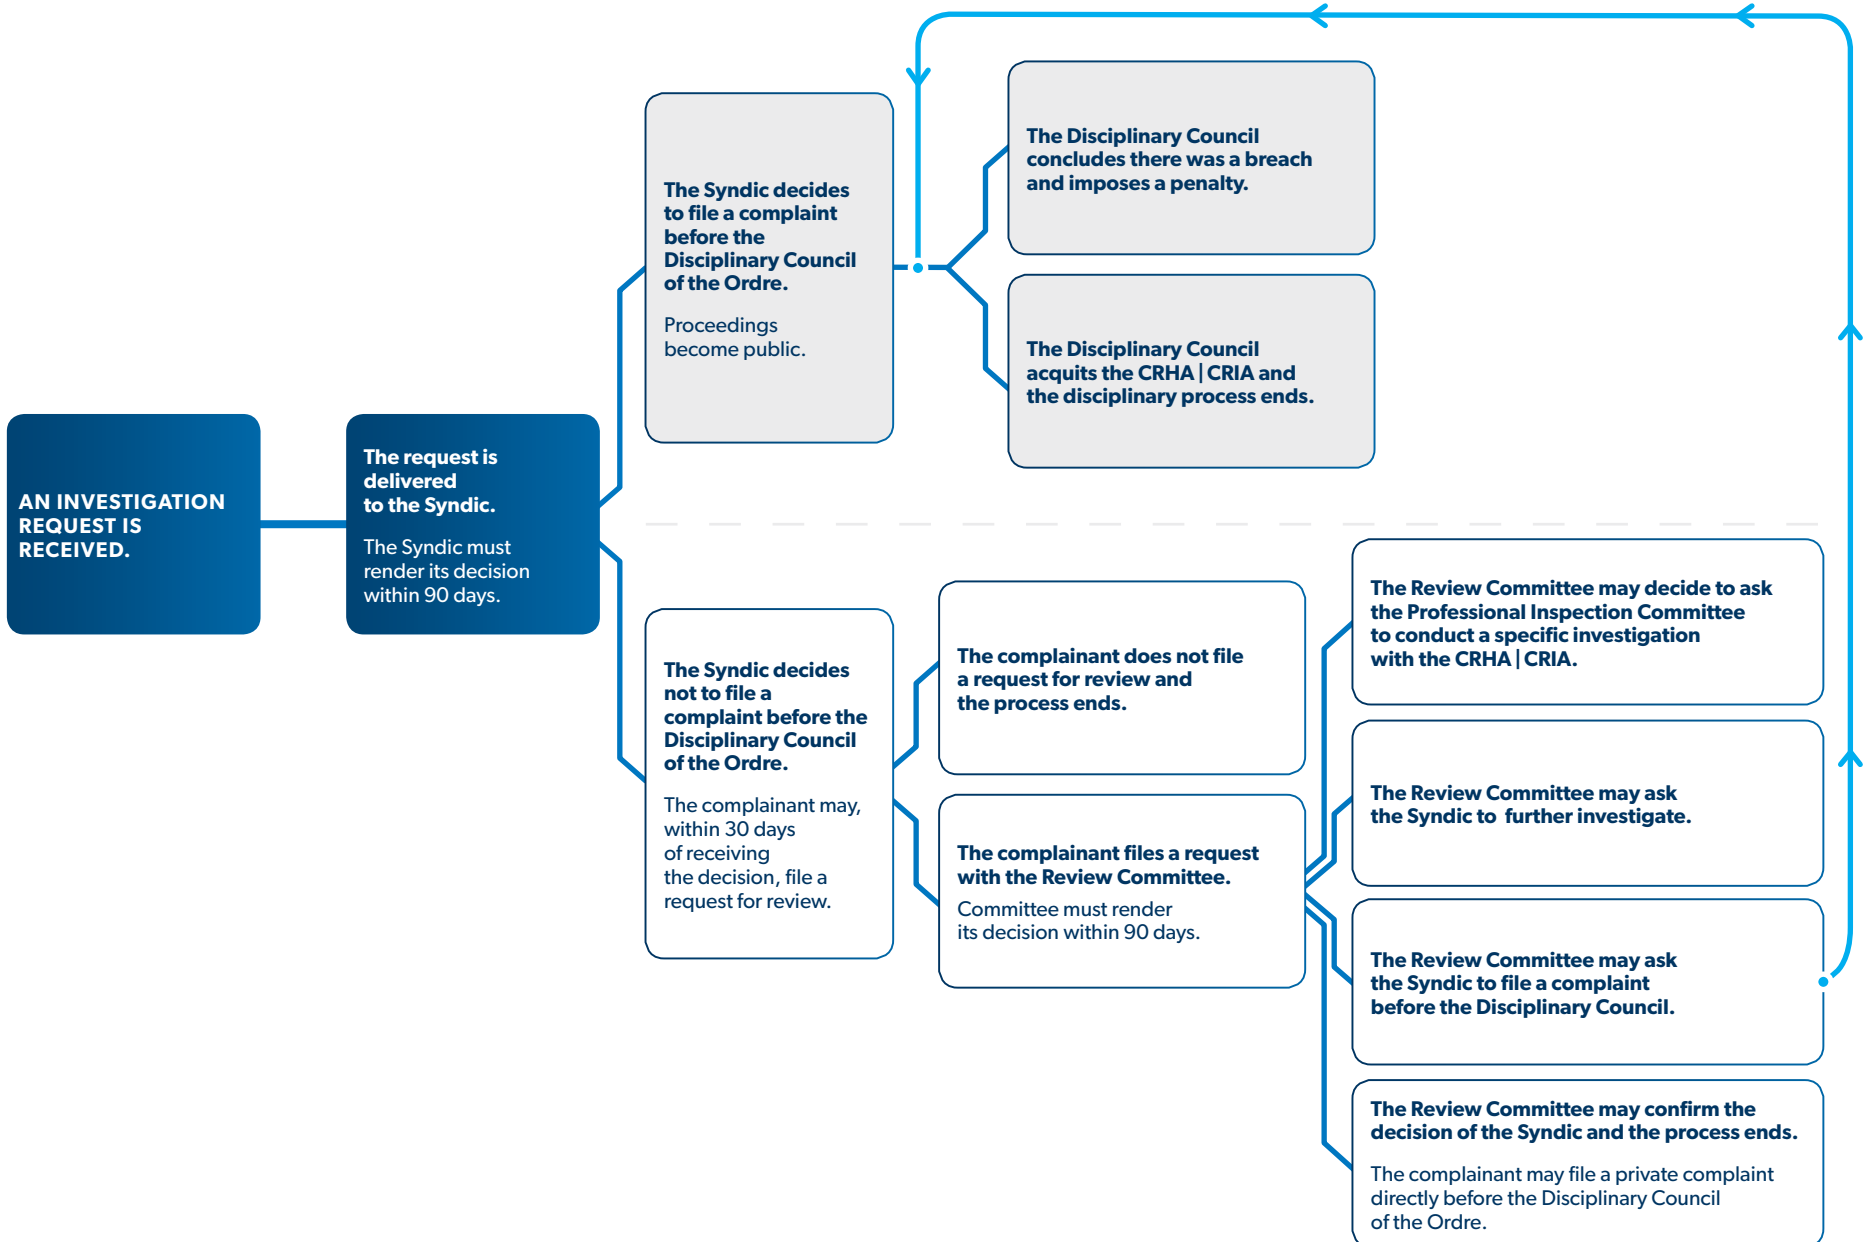 AN INVESTIGATION
REQUEST IS
RECEIVED.
The request is
delivered
to the Syndic.
The Syndic must
render its decision
within 90 days.
The Syndic decides
to file a complaint
before the
Disciplinary Council
of the Ordre.
Proceedings
become public.
The Disciplinary Council
concludes there was a breach
and imposes a penalty.
The Disciplinary Council
acquits the CRHA | CRIA and
the disciplinary process ends.
The Syndic decides
not to file a
complaint before the
Disciplinary Council
of the Ordre.
The complainant may,
within 30 days
of receiving
the decision, file a
request for review.
The complainant does not file
a request for review and
the process ends.
The complainant files a request
with the Review Committee.
Committee must render
its decision within 90 days.
The Review Committee may decide to ask
the Professional Inspection Committee
to conduct a specific investigation
with the CRHA | CRIA.
The Review Committee may ask
the Syndic to further investigate.
The Review Committee may ask
the Syndic to file a complaint
before the Disciplinary Council.
The Review Committee may confirm the
decision of the Syndic and the process ends.
The complainant may file a private complaint
directly before the Disciplinary Council
of the Ordre.